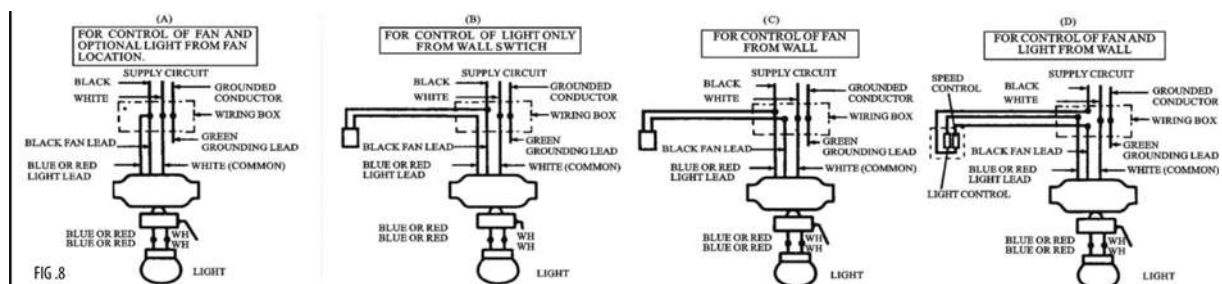 (A)
FOR CONTROL OF FAN AND
OPTIONAL LIGHT FROM FAN
LOCATION.
SUPPLY CIRCUIT
BLACK
WHITE
GROUNDED
CONDUCTOR
WIRING BOX
GREEN
GROUNDING LEAD
BLACK FAN LEAD
BLUE OR RED
LIGHT LEAD
WHITE (COMMON)
BLUE OR RED
BLUE OR RED
WH
WH
LIGHT
FIG .8
(B)
FOR CONTROL OF LIGHT ONLY
FROM WALL SWTICH
SUPPLY CIRCUIT
BLACK
WHITE
GROUNDED
CONDUCTOR
WIRING BOX
GREEN
GROUNDING LEAD
BLACK FAN LEAD
BLUE OR RED
LIGHT LEAD
WHITE (COMMON)
BLUE OR RED
BLUE OR RED
WH
WH
LIGHT
(C)
FOR CONTROL OF FAN
FROM WALL
SUPPLY CIRCUIT
BLACK
WHITE
GROUNDED
CONDUCTOR
WIRING BOX
GREEN
GROUNDING LEAD
BLACK FAN LEAD
BLUE OR RED
LIGHT LEAD
WHITE (COMMON)
BLUE OR RED
BLUE OR RED
WH
WH
LIGHT
(D)
FOR CONTROL OF FAN AND
LIGHT FROM WALL
SUPPLY CIRCUIT
SPEED
CONTROL
BLACK
WHITE
GROUNDED
CONDUCTOR
WIRING BOX
GREEN
GROUNDING LEAD
BLACK FAN LEAD
BLUE OR RED
LIGHT LEAD
WHITE (COMMON)
LIGHT CONTROL
BLUE OR RED
BLUE OR RED
WH
WH
LIGHT